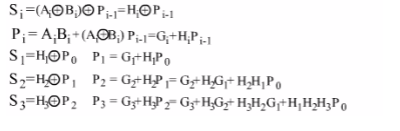 Sᵢ=(Aᵢ⊕Bᵢ)⊕Pᵢ₋₁=Hᵢ⊕Pᵢ₋₁
Pᵢ = AᵢBᵢ+(Aᵢ⊕Bᵢ) Pᵢ₋₁=Gᵢ+HᵢPᵢ₋₁
S₁=H₁⊕P₀ P₁ = G₁+H₁P₀
S₂=H₂⊕P₁ P₂ = G₂+H₂P₁= G₂+H₂G₁+ H₂H₁P₀
S₃=H₃⊕P₂ P₃ = G₃+H₃P₂= G₃+H₃G₂+ H₃H₂G₁+H₁H₂H₃P₀